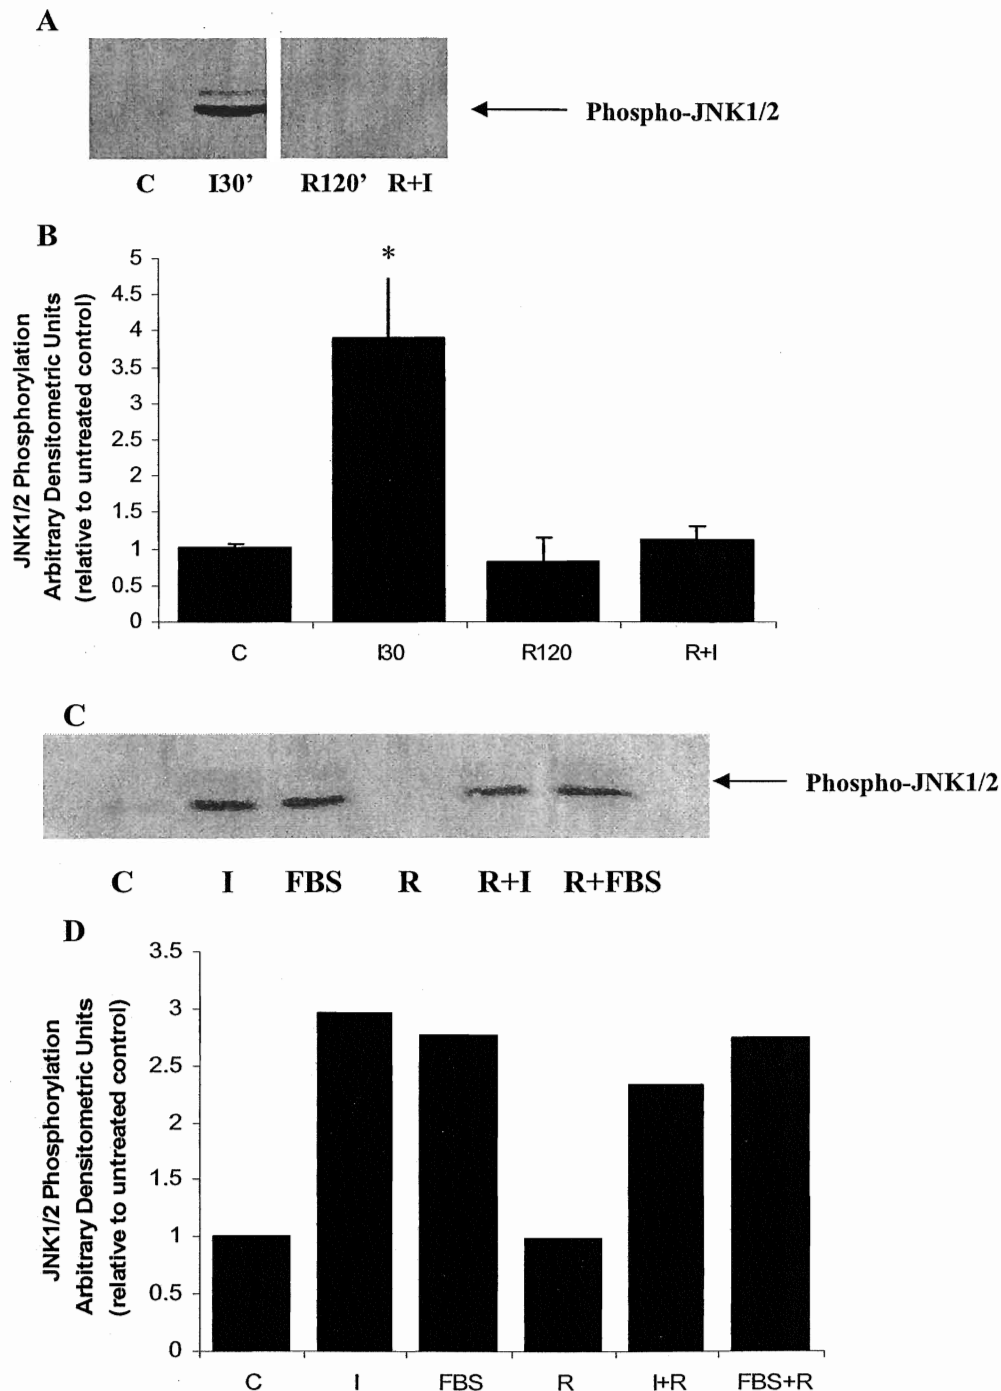 A
Phospho-JNK1/2
C I30’ R120’ R+I
B
JNK1/2 Phosphorylation
Arbitrary Densitometric Units
(relative to untreated control)
5
4.5
4
3.5
3
2.5
2
1.5
1
0.5
0
*
C I30 R120 R+I
C
Phospho-JNK1/2
C I FBS R R+I R+FBS
D
JNK1/2 Phosphorylation
Arbitrary Densitometric Units
(relative to untreated control)
3.5
3
2.5
2
1.5
1
0.5
0
C I FBS R I+R FBS+R